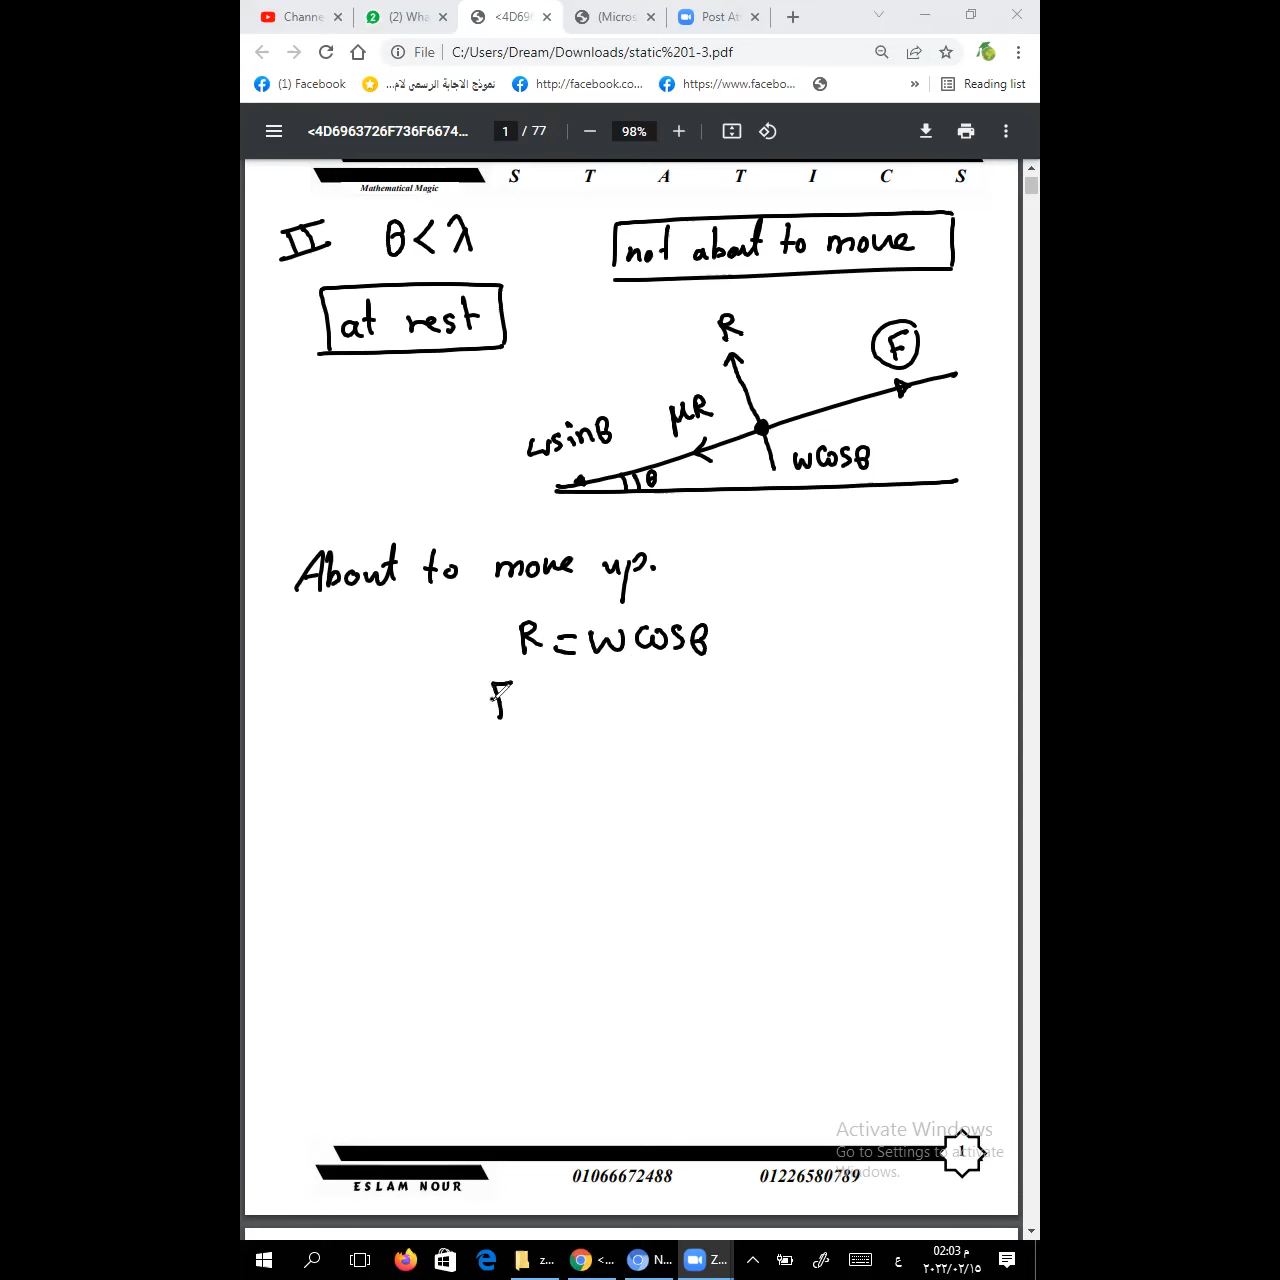 Channe
(2) Wha
<4D69
(Micros
Post At
File
C:/Users/Dream/Downloads/static%201-3.pdf
(1) Facebook
نموذج الاجابة الرسمى لام...
http://facebook.co...
https://www.facebo...
»
Reading list
<4D6963726F736F6674...
1 / 77
98%
S T A T I C S
Mathematical Magic
II θ < λ
not about to move
at rest
R
F
μR
wsinθ
wcosθ
θ
About to move up.
R = wcosθ
F
Activate Windows
Go to Settings to activate
Windows.
1
ESLAM NOUR
01066672488
01226580789
z...
<...
N...
Z...
ع
02:03 م
٢٠٢٢/٠٢/١٥